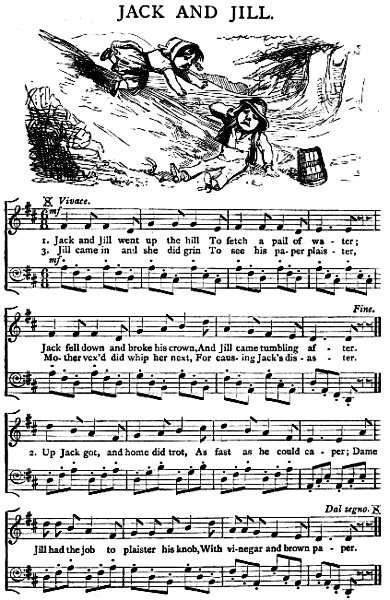 JACK AND JILL.
Vivace.
mf
1. Jack and Jill went up the hill To fetch a pail of wa - ter;
3. Jill came in and she did grin To see his pa- per plais - ter,
mf
Fine.
Jack fell down and broke his crown, And Jill came tumbling af - ter.
Mo- ther vex'd did whip her next, For caus - ing Jack's dis - as - ter.
2. Up Jack got, and home did trot, As fast as he could ca - per; Dame
Dal segno.
Jill had the job to plaister his knob, With vi-negar and brown pa - per.